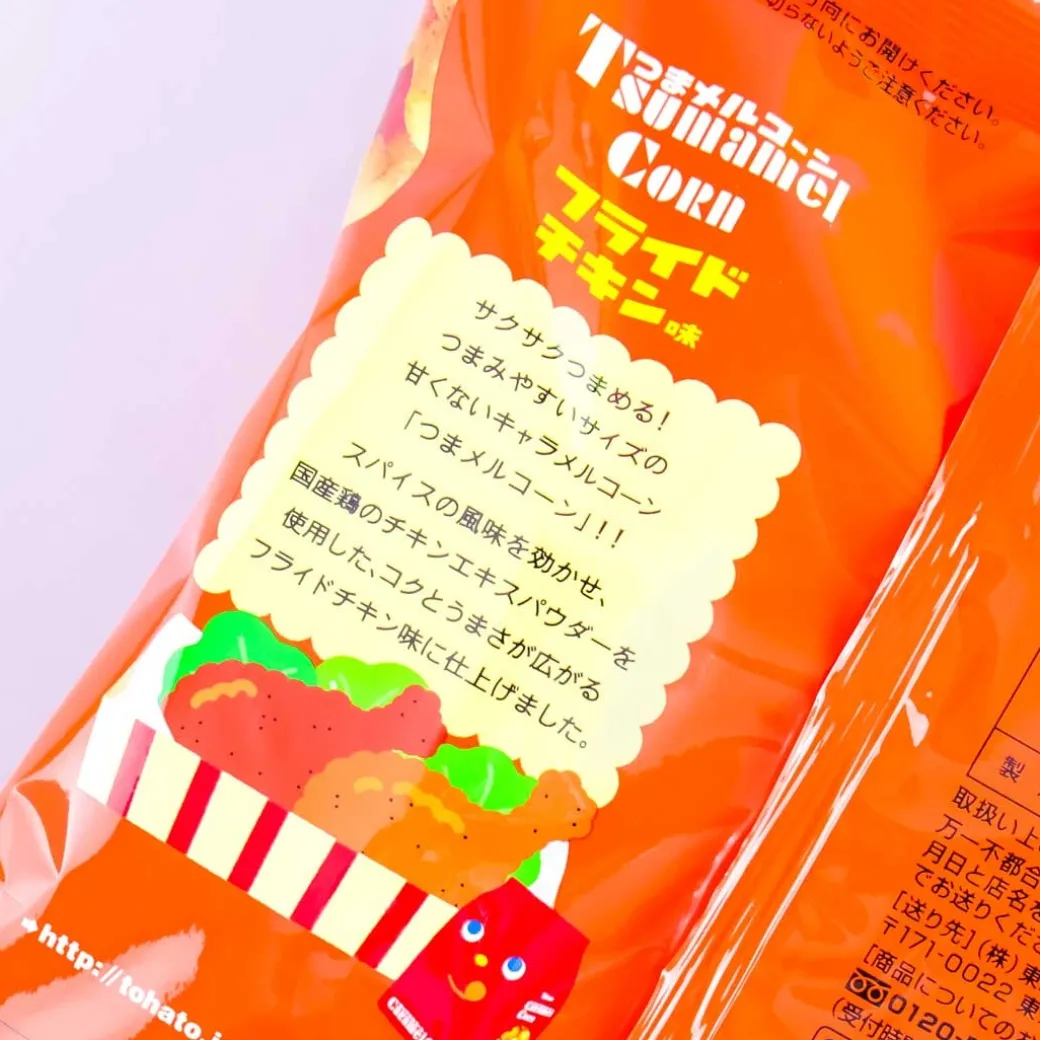 向にお開けください。
切らないようご注意ください。
つまメルコーン
Tsumamel
CORN
フライド
チキン味
サクサクつまめる!
つまみやすいサイズの
甘くないキャラメルコーン
「つまメルコーン」!!
スパイスの風味を効かせ、
国産鶏のチキンエキスパウダーを
使用した、コクとうまさが広がる
フライドチキン味に仕上げました。
➡http://tohato.j
製
取扱い上
万一不都合
月日と店名を
でお送りくださ
[送り先](株)東
〒171-0022 東
[商品についてのお
0120-
(受付時間